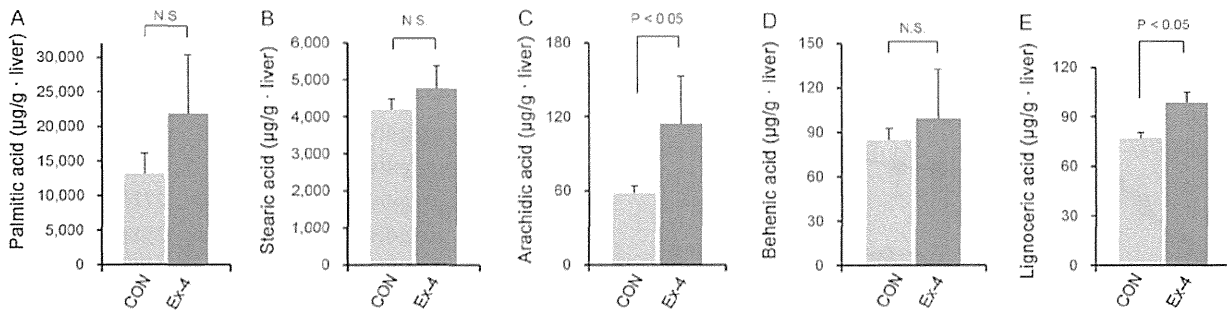 A
N.S.
Palmitic acid (µg/g · liver)
30,000
25,000
20,000
15,000
10,000
5,000
0
CON
Ex-4
B
N.S.
Stearic acid (µg/g · liver)
6,000
5,000
4,000
3,000
2,000
1,000
0
CON
Ex-4
C
P < 0.05
Arachidic acid (µg/g · liver)
180
120
60
0
CON
Ex-4
D
N.S.
Behenic acid (µg/g · liver)
150
120
90
60
30
0
CON
Ex-4
E
P < 0.05
Lignoceric acid (µg/g · liver)
120
90
60
30
0
CON
Ex-4